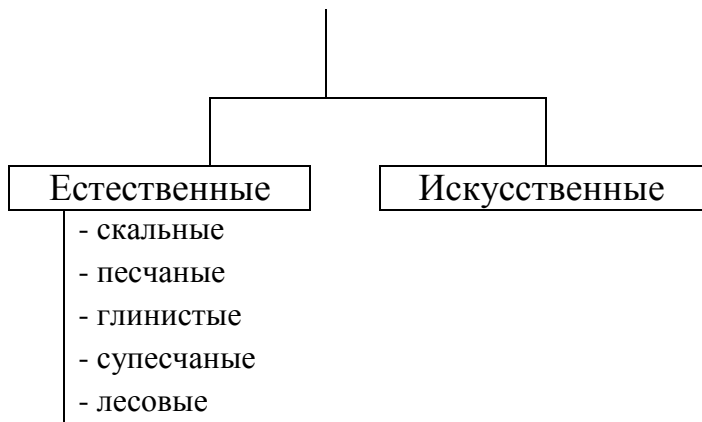 Естественные Искусственные
- скальные
- песчаные
- глинистые
- супесчаные
- лесовые